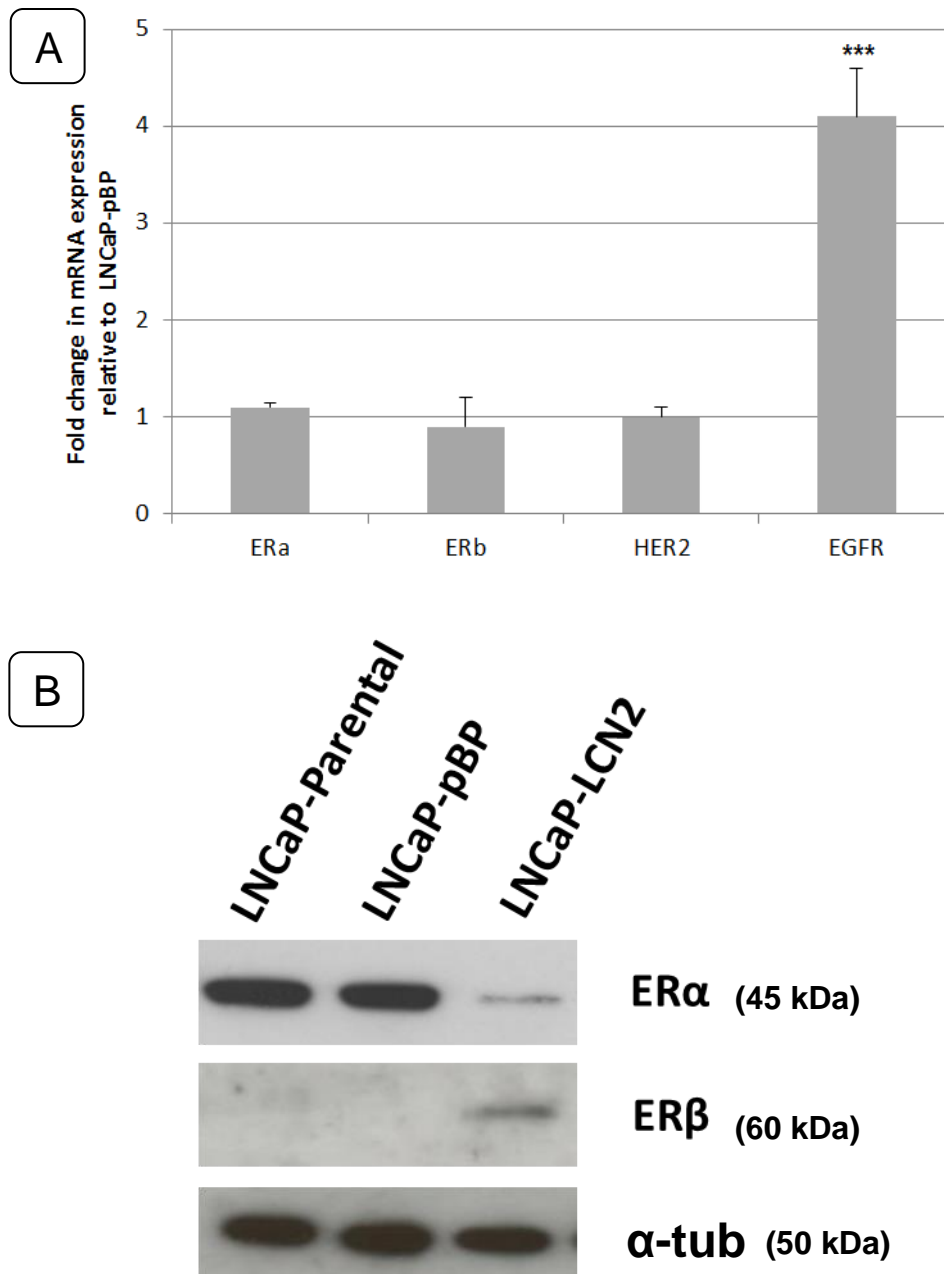 A
Fold change in mRNA expression
relative to LNCaP-pBP
5
4
3
2
1
0
***
ERa
ERb
HER2
EGFR
B
LNCaP-Parental
LNCaP-pBP
LNCaP-LCN2
ERα (45 kDa)
ERβ (60 kDa)
α-tub (50 kDa)